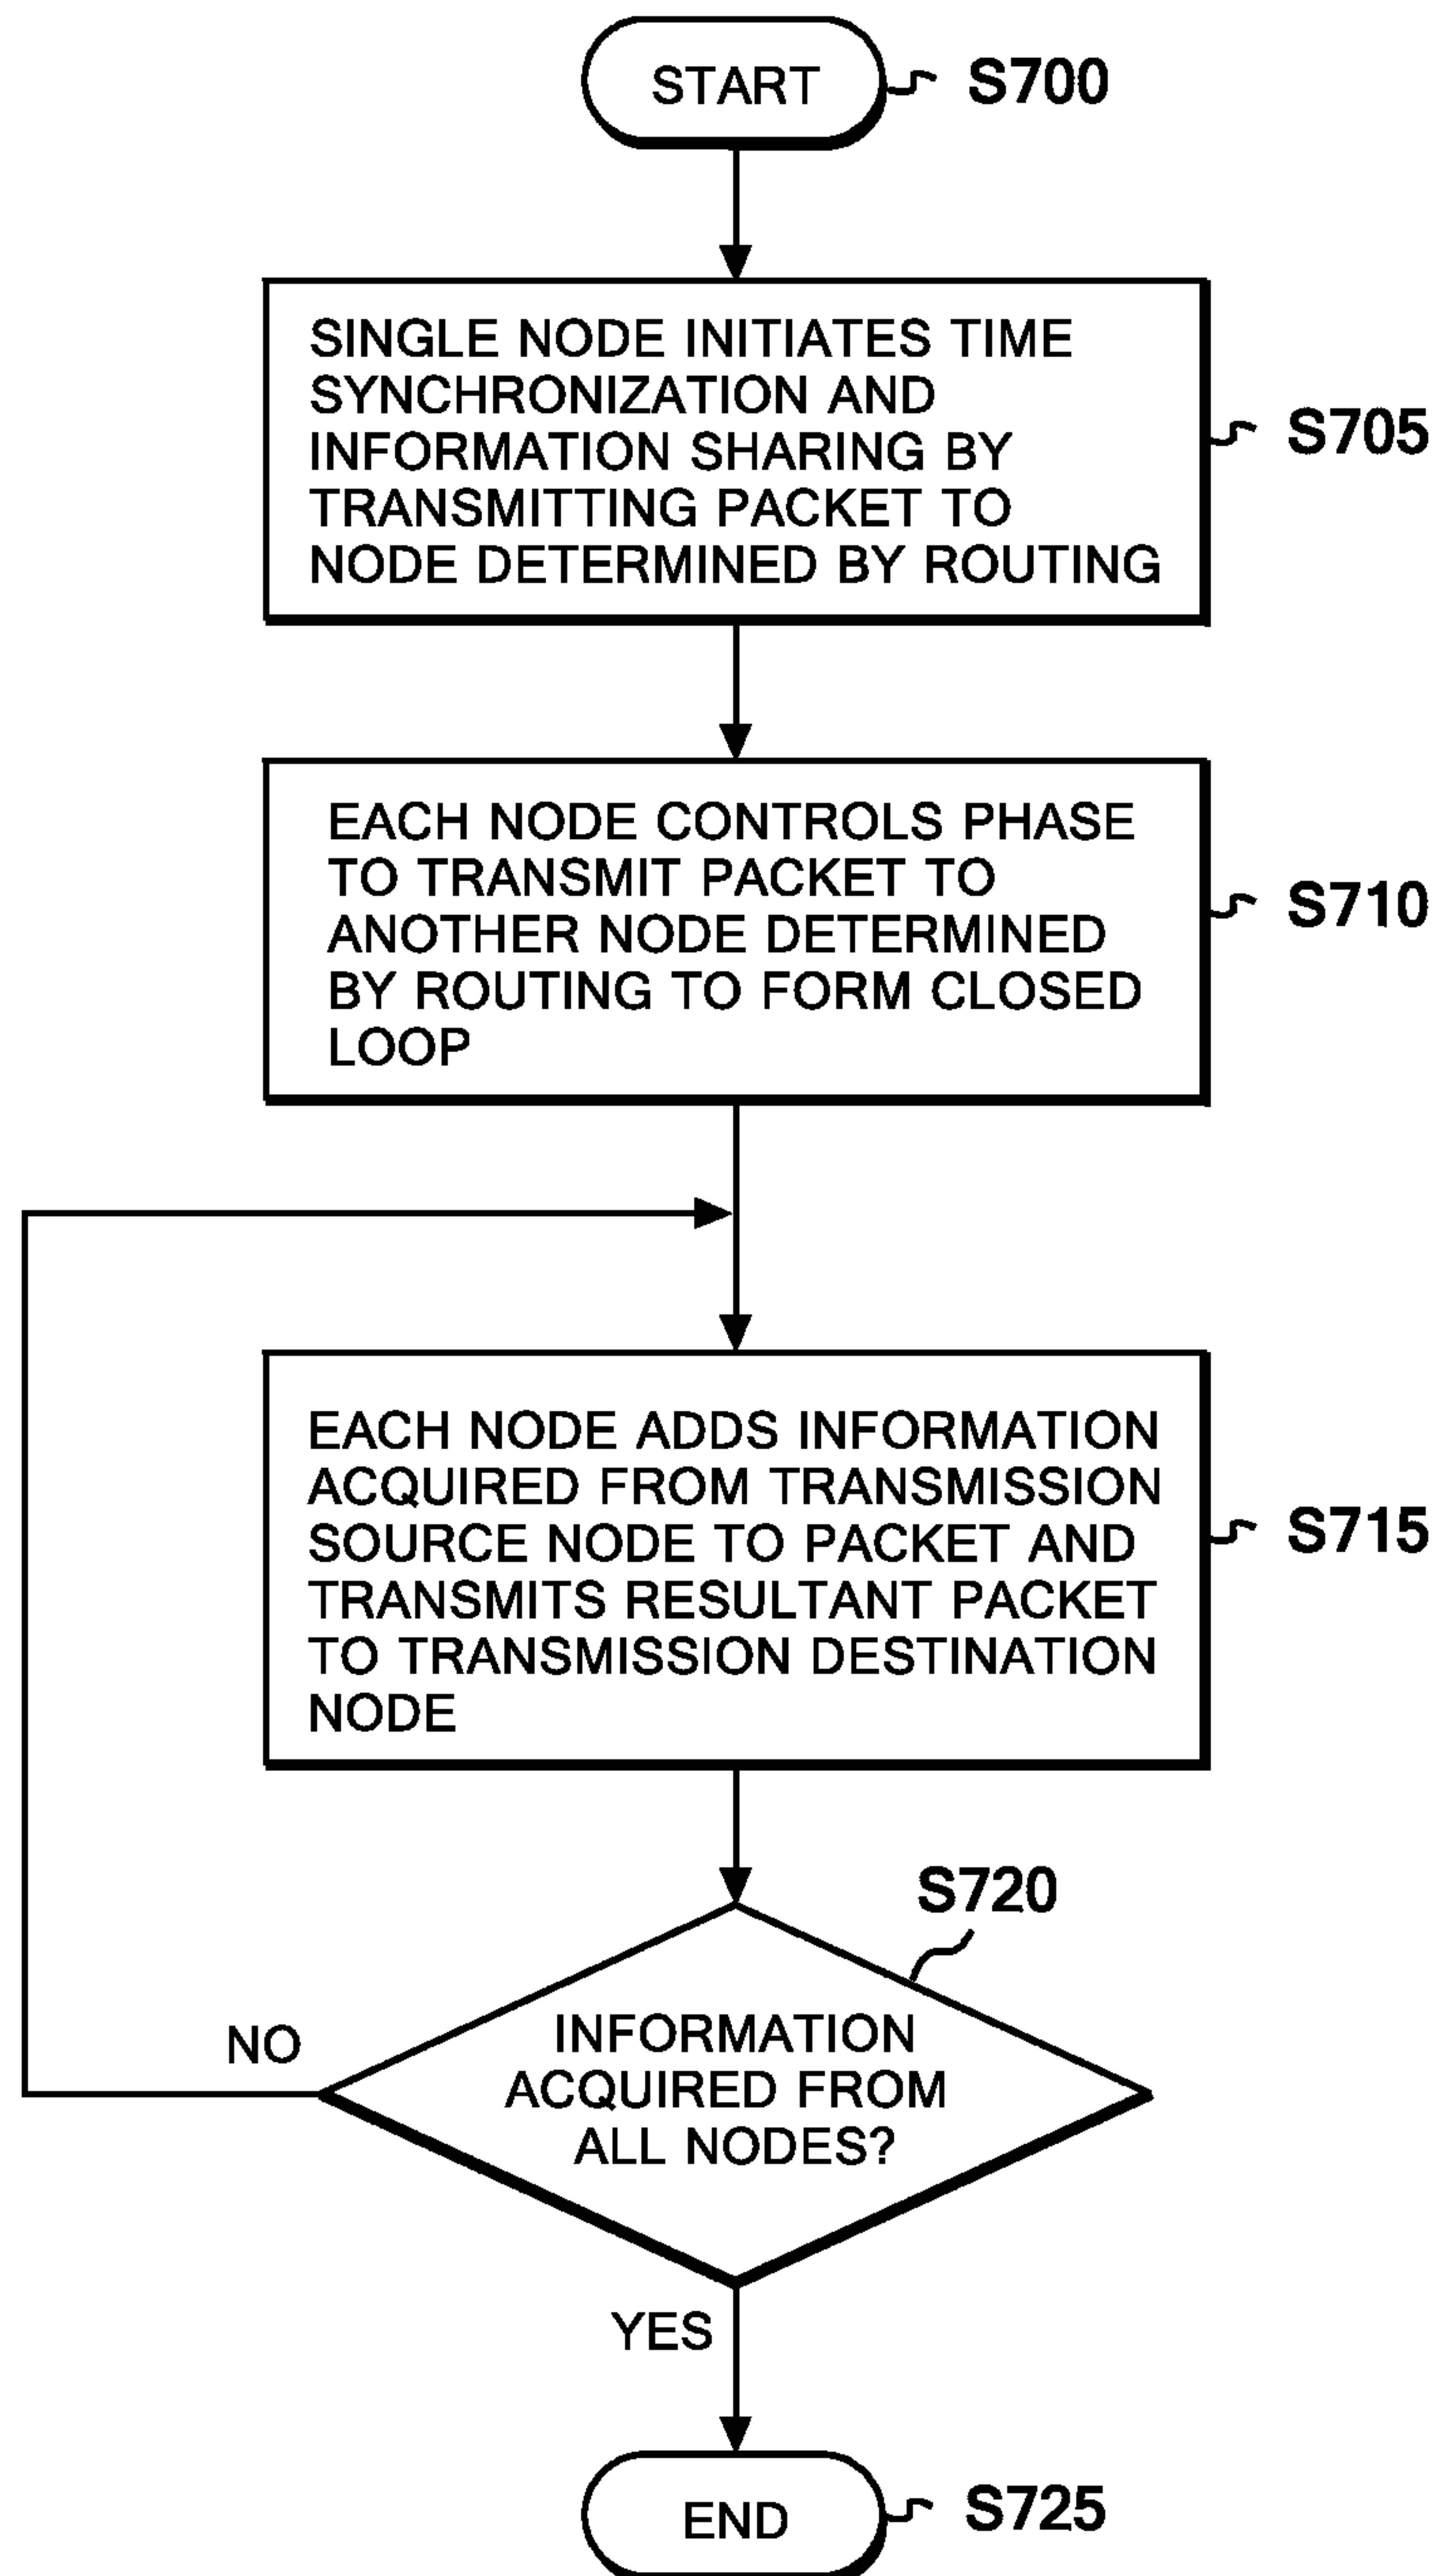 START
S700
SINGLE NODE INITIATES TIME
SYNCHRONIZATION AND
INFORMATION SHARING BY
TRANSMITTING PACKET TO
NODE DETERMINED BY ROUTING
S705
EACH NODE CONTROLS PHASE
TO TRANSMIT PACKET TO
ANOTHER NODE DETERMINED
BY ROUTING TO FORM CLOSED
LOOP
S710
EACH NODE ADDS INFORMATION
ACQUIRED FROM TRANSMISSION
SOURCE NODE TO PACKET AND
TRANSMITS RESULTANT PACKET
TO TRANSMISSION DESTINATION
NODE
S715
S720
INFORMATION
ACQUIRED FROM
ALL NODES?
NO
YES
END
S725